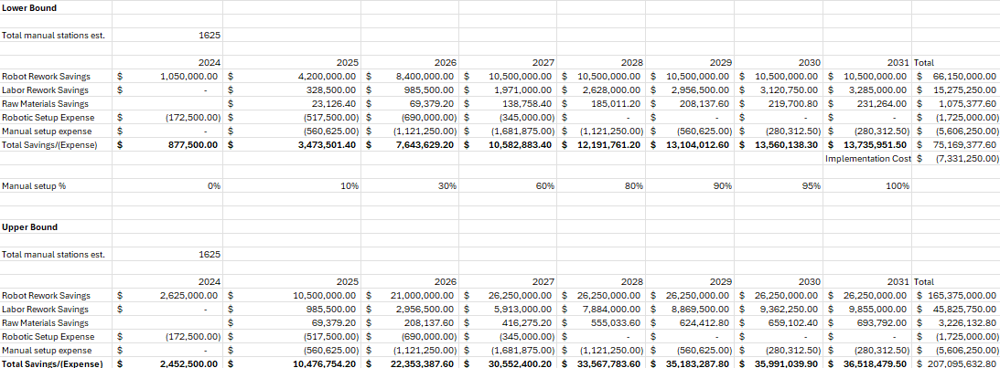 Lower Bound
Total manual stations est. 1625
2024 2025 2026 2027 2028 2029 2030 2031 Total
Robot Rework Savings $ 1,050,000.00 $ 4,200,000.00 $ 8,400,000.00 $ 10,500,000.00 $ 10,500,000.00 $ 10,500,000.00 $ 10,500,000.00 $ 10,500,000.00 $ 66,150,000.00
Labor Rework Savings $ - $ 328,500.00 $ 985,500.00 $ 1,971,000.00 $ 2,628,000.00 $ 2,956,500.00 $ 3,120,750.00 $ 3,285,000.00 $ 15,275,250.00
Raw Materials Savings $ 23,126.40 $ 69,379.20 $ 138,758.40 $ 185,011.20 $ 208,137.60 $ 219,700.80 $ 231,264.00 $ 1,075,377.60
Robotic Setup Expense $ (172,500.00) $ (517,500.00) $ (690,000.00) $ (345,000.00) $ - $ - $ - $ - $ (1,725,000.00)
Manual setup expense $ - $ (560,625.00) $ (1,121,250.00) $ (1,681,875.00) $ (1,121,250.00) $ (560,625.00) $ (280,312.50) $ (280,312.50) $ (5,606,250.00)
Total Savings/(Expense) $ 877,500.00 $ 3,473,501.40 $ 7,643,629.20 $ 10,582,883.40 $ 12,191,761.20 $ 13,104,012.60 $ 13,560,138.30 $ 13,735,951.50 $ 75,169,377.60
Implementation Cost $ (7,331,250.00)
Manual setup % 0% 10% 30% 60% 80% 90% 95% 100%
Upper Bound
Total manual stations est. 1625
2024 2025 2026 2027 2028 2029 2030 2031 Total
Robot Rework Savings $ 2,625,000.00 $ 10,500,000.00 $ 21,000,000.00 $ 26,250,000.00 $ 26,250,000.00 $ 26,250,000.00 $ 26,250,000.00 $ 26,250,000.00 $ 165,375,000.00
Labor Rework Savings $ - $ 985,500.00 $ 2,956,500.00 $ 5,913,000.00 $ 7,884,000.00 $ 8,869,500.00 $ 9,362,250.00 $ 9,855,000.00 $ 45,825,750.00
Raw Materials Savings $ 69,379.20 $ 208,137.60 $ 416,275.20 $ 555,033.60 $ 624,412.80 $ 659,102.40 $ 693,792.00 $ 3,226,132.80
Robotic Setup Expense $ (172,500.00) $ (517,500.00) $ (690,000.00) $ (345,000.00) $ - $ - $ - $ - $ (1,725,000.00)
Manual setup expense $ - $ (560,625.00) $ (1,121,250.00) $ (1,681,875.00) $ (1,121,250.00) $ (560,625.00) $ (280,312.50) $ (280,312.50) $ (5,606,250.00)
Total Savings/(Expense) $ 2,452,500.00 $ 10,476,754.20 $ 22,353,387.60 $ 30,552,400.20 $ 33,567,783.60 $ 35,183,287.80 $ 35,991,039.90 $ 36,518,479.50 $ 207,095,632.80